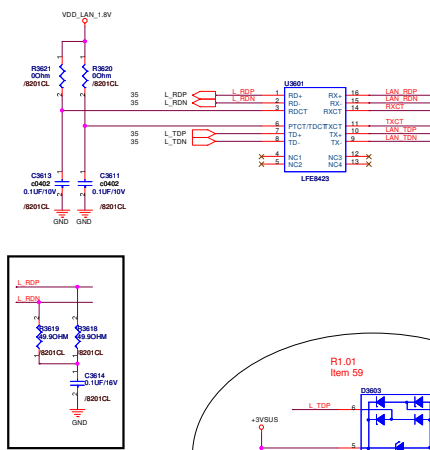 VDD_LAN_1.8V
R3621
0Ohm
/8201CL
R3620
0Ohm
/8201CL
35 L_RDP
35 L_RDN
L_RDP
L_RDN
35 L_TDP
35 L_TDN
U3601
1 RD+ RX+ 16 LAN_RDP
2 RD- RX- 15 LAN_RDN
3 RDCT RXCT 14 RXCT
6 PTCT/TDCT TXCT 11 TXCT
7 TD+ TX+ 10 LAN_TDP
8 TD- TX- 9 LAN_TDN
4 NC1 NC3 12
5 NC2 NC4 13
LFE8423
C3613
c0402
0.1UF/10V
/8201CL
GND
C3611
c0402
0.1UF/10V
/8201CL
GND
L_RDP
L_RDN
R3619
49.9OHM
/8201CL
R3618
49.9OHM
/8201CL
C3614
0.1UF/16V
/8201CL
GND
R1.01
Item 59
D3603
L_TDP 6
+3VSUS
5